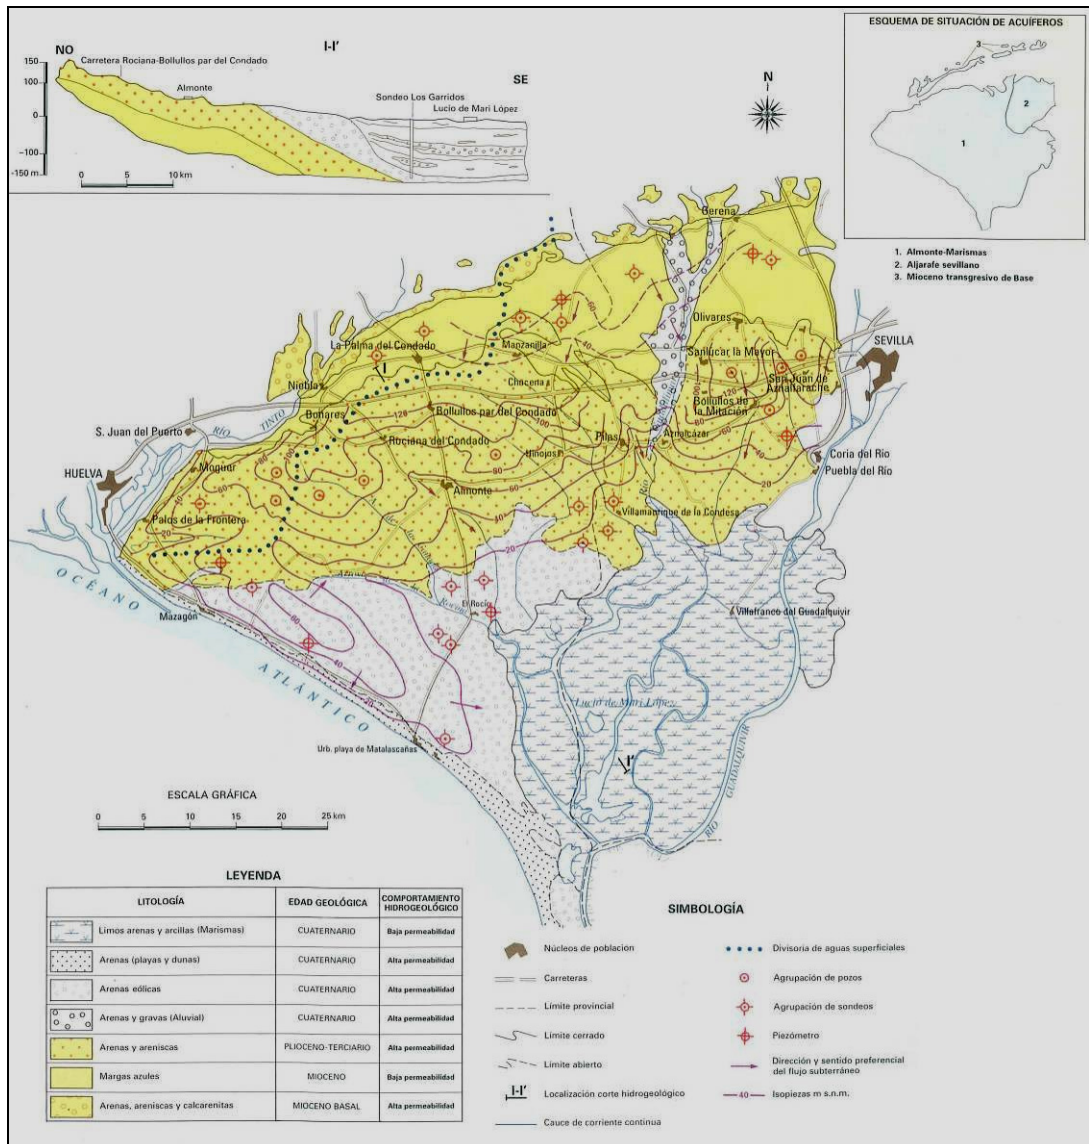 I-I'
NO
Carretera Rociana-Bollullos par del Condado
Almonte
SE
Sondeo Los Garridos
Lucio de Mari López
150
100
0
-100
-150 m.
0 5 10 km
N
ESQUEMA DE SITUACIÓN DE ACUÍFEROS
3
2
1
1. Almonte-Marismas
2. Aljarafe sevillano
3. Mioceno transgresivo de Base
Gerena
Olivares
SEVILLA
La Palma del Condado
Manzanilla
Sanlucar la Mayor
San Juan de
Aznalfarache
I
Niebla
Chucena
Bollullos de
la Mitación
Bonares
Bollullos par del Condado
S. Juan del Puerto
RÍO TINTO
Rociana del Condado
Hinojos
Pilas
Aznalcázar
Coria del Río
Puebla del Río
HUELVA
Moguer
Almonte
Palos de la Frontera
Villamanrique de la Condesa
OCÉANO
ATLÁNTICO
Mazagón
El Rocío
Villafranco del Guadalquivir
Lucio de Mari López
I'
Urb. playa de Matalascañas
RÍO GUADALQUIVIR
ESCALA GRÁFICA
0 5 10 15 20 25 km
LEYENDA
LITOLOGÍA EDAD GEOLÓGICA COMPORTAMIENTO HIDROGEOLÓGICO
Limos arenas y arcillas (Marismas) CUATERNARIO Baja permeabilidad
Arenas (playas y dunas) CUATERNARIO Alta permeabilidad
Arenas eólicas CUATERNARIO Alta permeabilidad
Arenas y gravas (Aluvial) CUATERNARIO Alta permeabilidad
Arenas y areniscas PLIOCENO-TERCIARIO Alta permeabilidad
Margas azules MIOCENO Baja permeabilidad
Arenas, areniscas y calcarenitas MIOCENO BASAL Alta permeabilidad
SIMBOLOGÍA
Núcleos de poblacion
Carreteras
Límite provincial
Límite cerrado
Límite abierto
I-I' Localización corte hidrogeológico
Cauce de corriente continua
Divisoria de aguas superficiales
Agrupación de pozos
Agrupación de sondeos
Piezómetro
Dirección y sentido preferencial
del flujo subterráneo
40 Isopiezas m s.n.m.